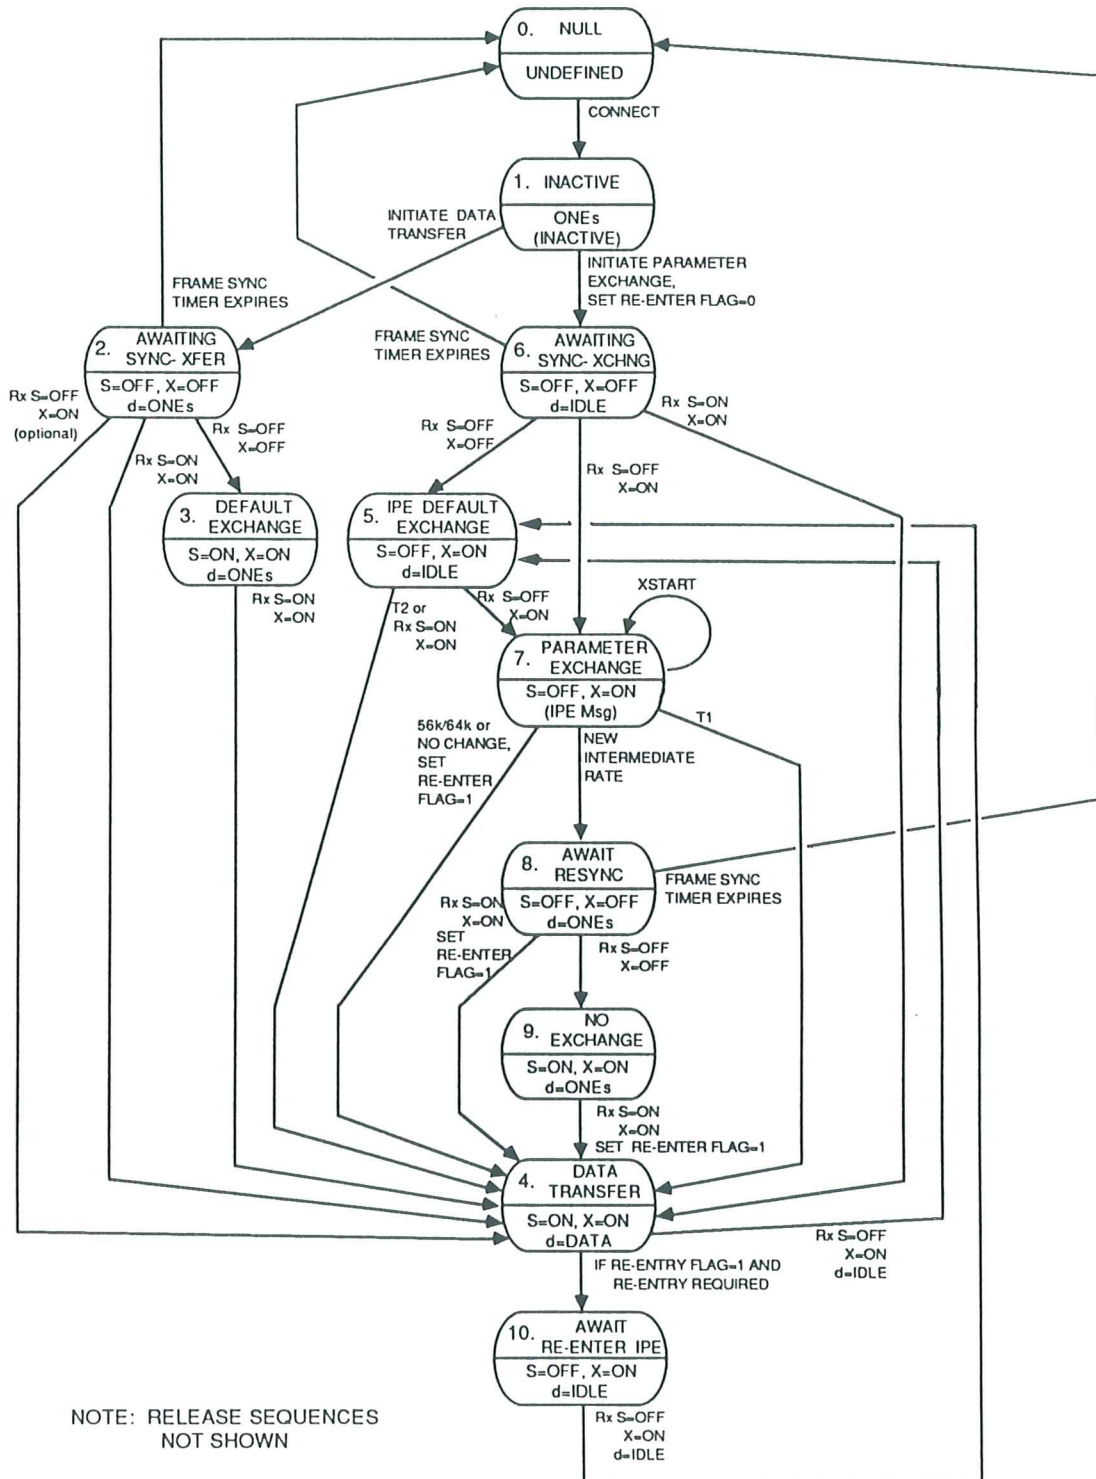 0. NULL
UNDEFINED
CONNECT
1. INACTIVE
ONEs
(INACTIVE)
INITIATE DATA
TRANSFER
INITIATE PARAMETER
EXCHANGE,
SET RE-ENTER FLAG=0
FRAME SYNC
TIMER EXPIRES
2. AWAITING
SYNC- XFER
S=OFF, X=OFF
d=ONEs
FRAME SYNC
TIMER EXPIRES
6. AWAITING
SYNC-XCHNG
S=OFF, X=OFF
d=IDLE
Rx S=OFF
X=ON
(optional)
Rx S=ON
X=ON
Rx S=OFF
X=OFF
Rx S=OFF
X=OFF
Rx S=OFF
X=ON
Rx S=ON
X=ON
3. DEFAULT
EXCHANGE
S=ON, X=ON
d=ONEs
Rx S=ON
X=ON
5. IPE DEFAULT
EXCHANGE
S=OFF, X=ON
d=IDLE
T2 or
Rx S=ON
X=ON
Rx S=OFF
X=ON
XSTART
7. PARAMETER
EXCHANGE
S=OFF, X=ON
(IPE Msg)
T1
56k/64k or
NO CHANGE,
SET
RE-ENTER
FLAG=1
NEW
INTERMEDIATE
RATE
8. AWAIT
RESYNC
S=OFF, X=OFF
d=ONEs
FRAME SYNC
TIMER EXPIRES
Rx S=ON
X=ON
SET
RE-ENTER
FLAG=1
Rx S=OFF
X=OFF
9. NO
EXCHANGE
S=ON, X=ON
d=ONEs
Rx S=ON
X=ON
SET RE-ENTER FLAG=1
4. DATA
TRANSFER
S=ON, X=ON
d=DATA
Rx S=OFF
X=ON
d=IDLE
IF RE-ENTRY FLAG=1 AND
RE-ENTRY REQUIRED
10. AWAIT
RE-ENTER IPE
S=OFF, X=ON
d=IDLE
Rx S=OFF
X=ON
d=IDLE
NOTE: RELEASE SEQUENCES
NOT SHOWN